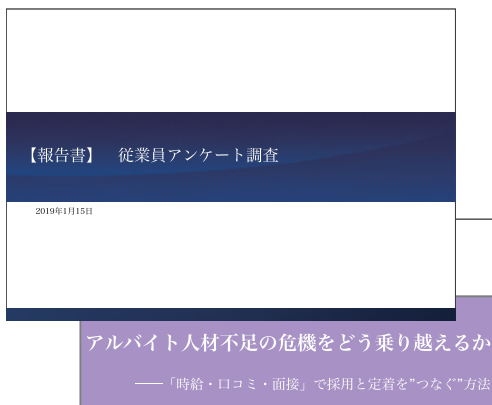 【報告書】　従業員アンケート調査
2019年1月15日
アルバイト人材不足の危機をどう乗り越えるか
――「時給・口コミ・面接」で採用と定着を”つなぐ”方法